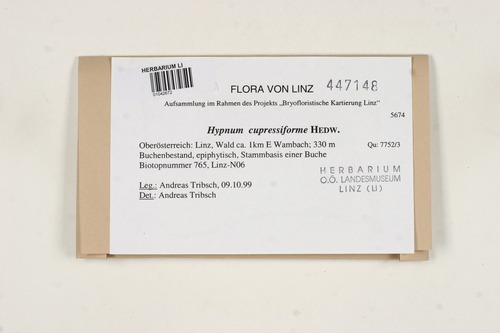 HERBARIUM LI
FLORA VON LINZ 447148
Aufsammlung im Rahmen des Projekts „Bryofloristische Kartierung Linz"
5674
Hypnum cupressiforme HEDW.
Oberösterreich: Linz, Wald ca. 1km E Wambach; 330 m Qu: 7752/3
Buchenbestand, epiphytisch, Stammbasis einer Buche
Biotopnummer 765, Linz-N06
HERBARIUM
O.Ö. LANDESMUSEUM
LINZ (LI)
Leg.: Andreas Tribsch, 09.10.99
Det.: Andreas Tribsch